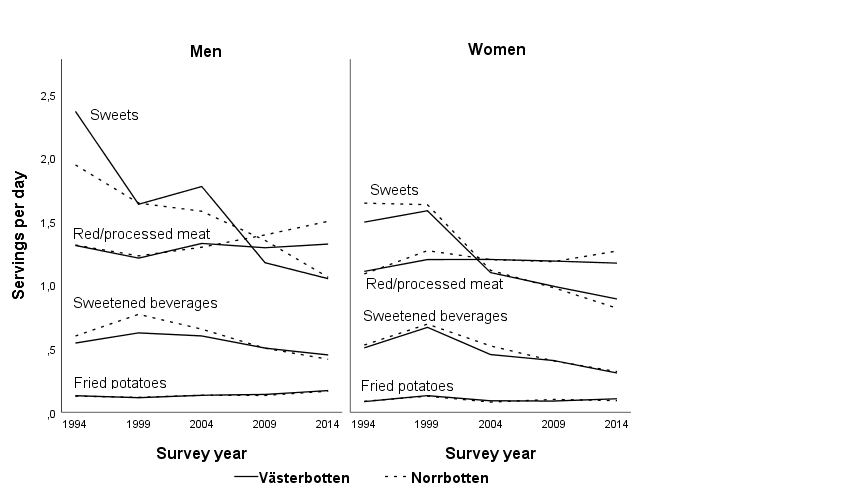 Men
Women
Servings per day
2,5
2,0
1,5
1,0
,5
,0
Sweets
Red/processed meat
Sweetened beverages
Fried potatoes
Sweets
Red/processed meat
Sweetened beverages
Fried potatoes
1994 1999 2004 2009 2014
1994 1999 2004 2009 2014
Survey year
Survey year
Västerbotten
Norrbotten